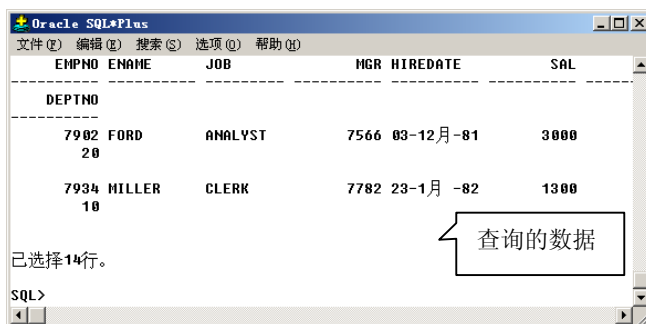 Oracle SQL*Plus
文件(F) 编辑(E) 搜索(S) 选项(O) 帮助(H)
EMPNO ENAME JOB MGR HIREDATE SAL
---------- ---------- --------- ---------- ---------- ---------- -----
DEPTNO
----------
7902 FORD ANALYST 7566 03-12月-81 3000
20
7934 MILLER CLERK 7782 23-1月 -82 1300
10
查询的数据
已选择14行。
SQL>